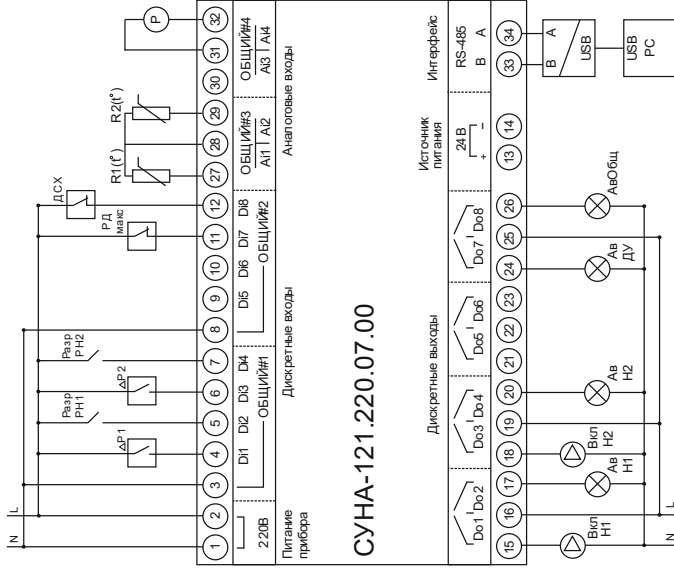 N
L
ΔP1
Разр РН1
ΔP2
Разр РН2
РД макс
ДСХ
R1(t°)
R2(t°)
P
1 2 3 4 5 6 7 8 9 10 11 12 27 28 29 30 31 32
220В
Di1 Di2 Di3 Di4
ОБЩИЙ#1
Di5 Di6 Di7 Di8
ОБЩИЙ#2
ОБЩИЙ#3
Ai1 Ai2
ОБЩИЙ#4
Ai3 Ai4
Питание прибора
Дискретные входы
Аналоговые входы
СУНА-121.220.07.00
Дискретные выходы
Источник питания
Интерфейс
Do1 Do2
Do3 Do4
Do5 Do6
Do7 Do8
24В
+ −
RS-485
B A
15 16 17 18 19 20 21 22 23 24 25 26 13 14 33 34
Вкл Н1
Ав Н1
Вкл Н2
Ав Н2
Ав ДУ
АвОбщ
B A
USB
USB PC
N
L